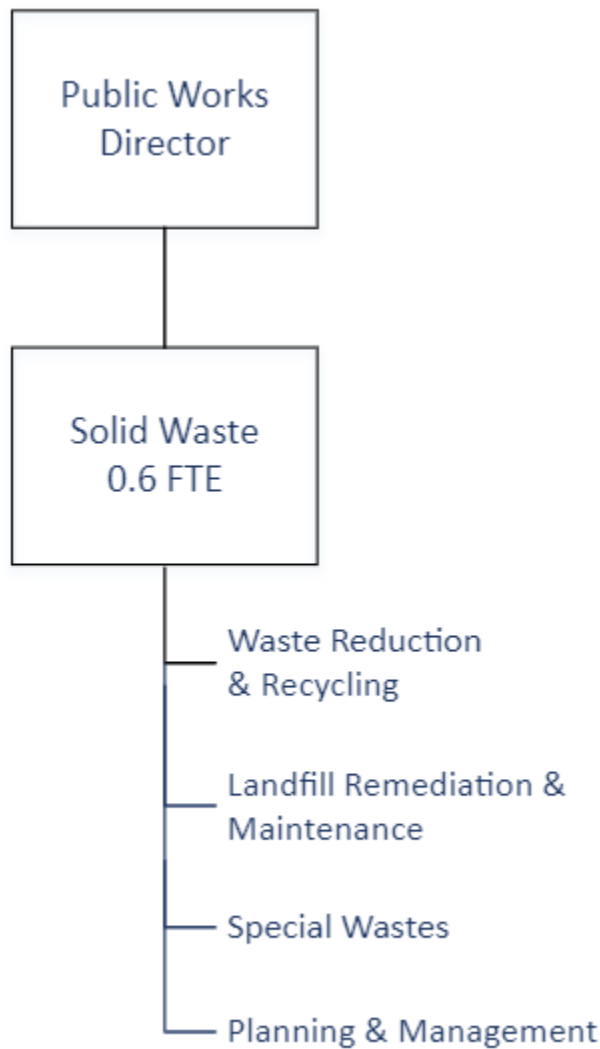 Public Works
Director
Solid Waste
0.6 FTE
Waste Reduction
& Recycling
Landfill Remediation &
Maintenance
Special Wastes
Planning & Management